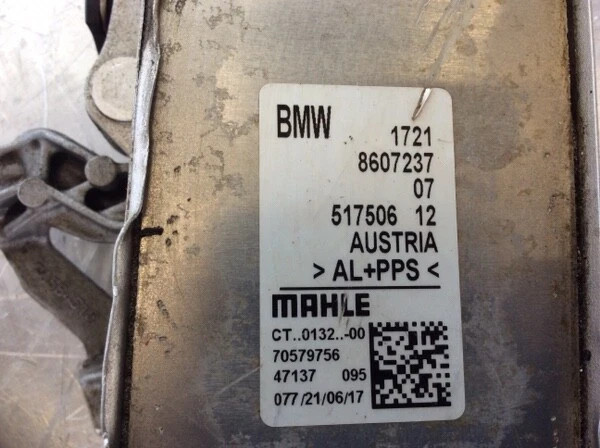 BMW 1721
8607237
07
517506 12
AUSTRIA
> AL+PPS <
MAHLE
CT..0132..-00
70579756
47137 095
077/21/06/17